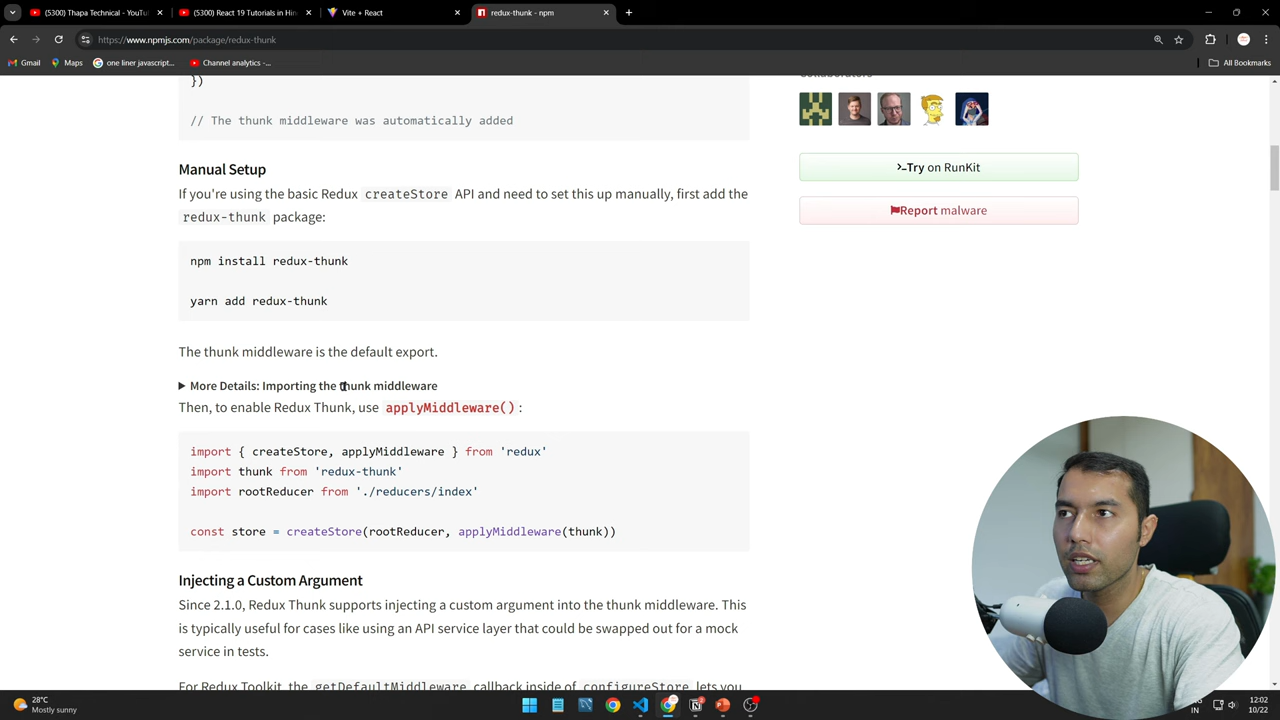 (5300) Thapa Technical - YouTu
(5300) React 19 Tutorials in Hin
Vite + React
redux-thunk - npm
https://www.npmjs.com/package/redux-thunk
Gmail
Maps
one liner javascript...
Channel analytics -...
All Bookmarks
})
// The thunk middleware was automatically added
Manual Setup
If you're using the basic Redux createStore API and need to set this up manually, first add the
redux-thunk package:
npm install redux-thunk
yarn add redux-thunk
The thunk middleware is the default export.
More Details: Importing the thunk middleware
Then, to enable Redux Thunk, use applyMiddleware() :
import { createStore, applyMiddleware } from 'redux'
import thunk from 'redux-thunk'
import rootReducer from './reducers/index'
const store = createStore(rootReducer, applyMiddleware(thunk))
Injecting a Custom Argument
Since 2.1.0, Redux Thunk supports injecting a custom argument into the thunk middleware. This
is typically useful for cases like using an API service layer that could be swapped out for a mock
service in tests.
For Redux Toolkit, the getDefaultMiddleware callback inside of configureStore lets you
Collaborators
Try on RunKit
Report malware
28°C
Mostly sunny
IN
12:02
10/22